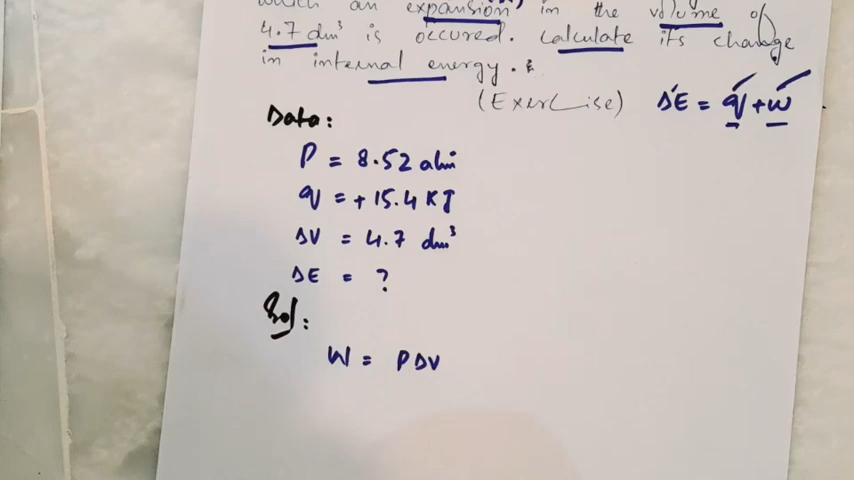 which an expansion in the volume of
4.7 dm³ is occured. Calculate its change
in internal energy.
(Exercise) ΔE = q + w
Data:
P = 8.52 atm
q = + 15.4 KJ
ΔV = 4.7 dm³
ΔE = ?
Sol:
W = PΔV